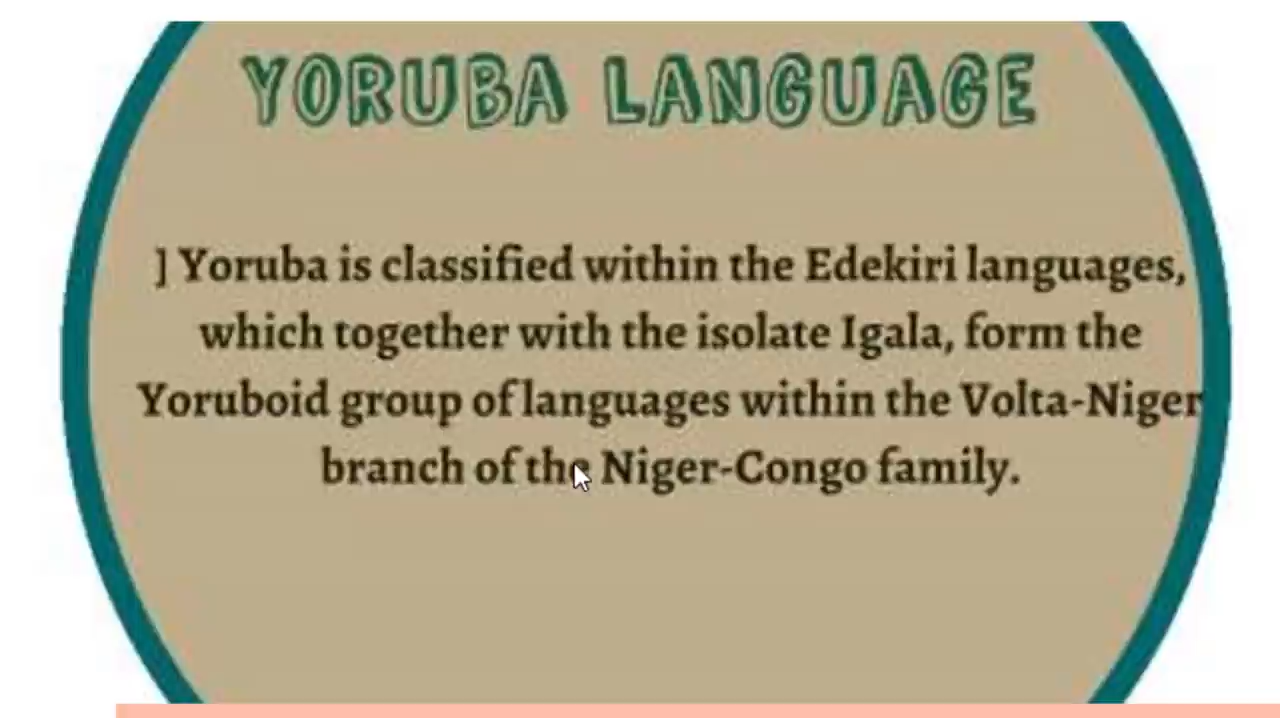 YORUBA LANGUAGE
] Yoruba is classified within the Edekiri languages,
which together with the isolate Igala, form the
Yoruboid group of languages within the Volta-Niger
branch of the Niger-Congo family.